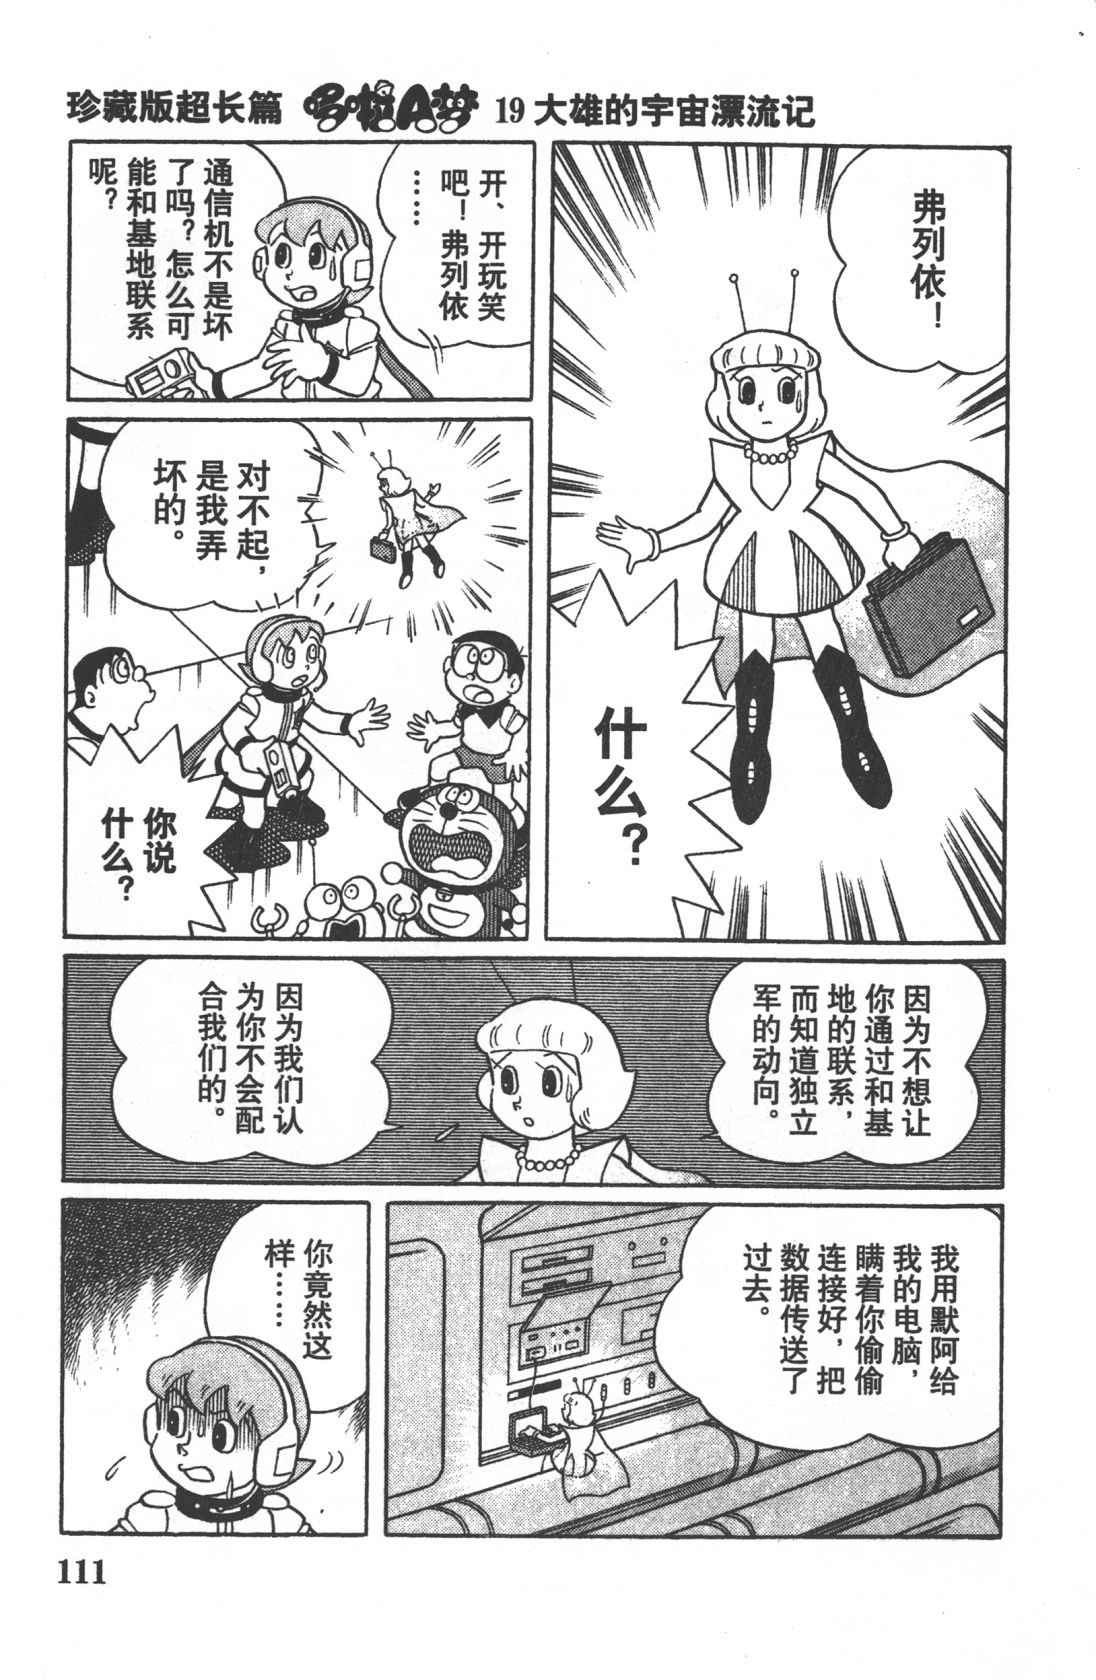 珍藏版超长篇 哆啦A梦 19 大雄的宇宙漂流记
弗列依！
什么？
开、开玩笑
吧！弗列依
……
通信机不是坏
了吗？怎么可
能和基地联系
呢？
对不起，
是我弄
坏的。
你说
什么？
因为不想让
你通过和基
地的联系，
而知道独立
军的动向。
因为我们认
为你不会配
合我们的。
我用默阿给
我的电脑，
瞒着你偷偷
连接好，把
数据传送了
过去。
你竟然这
样……
111